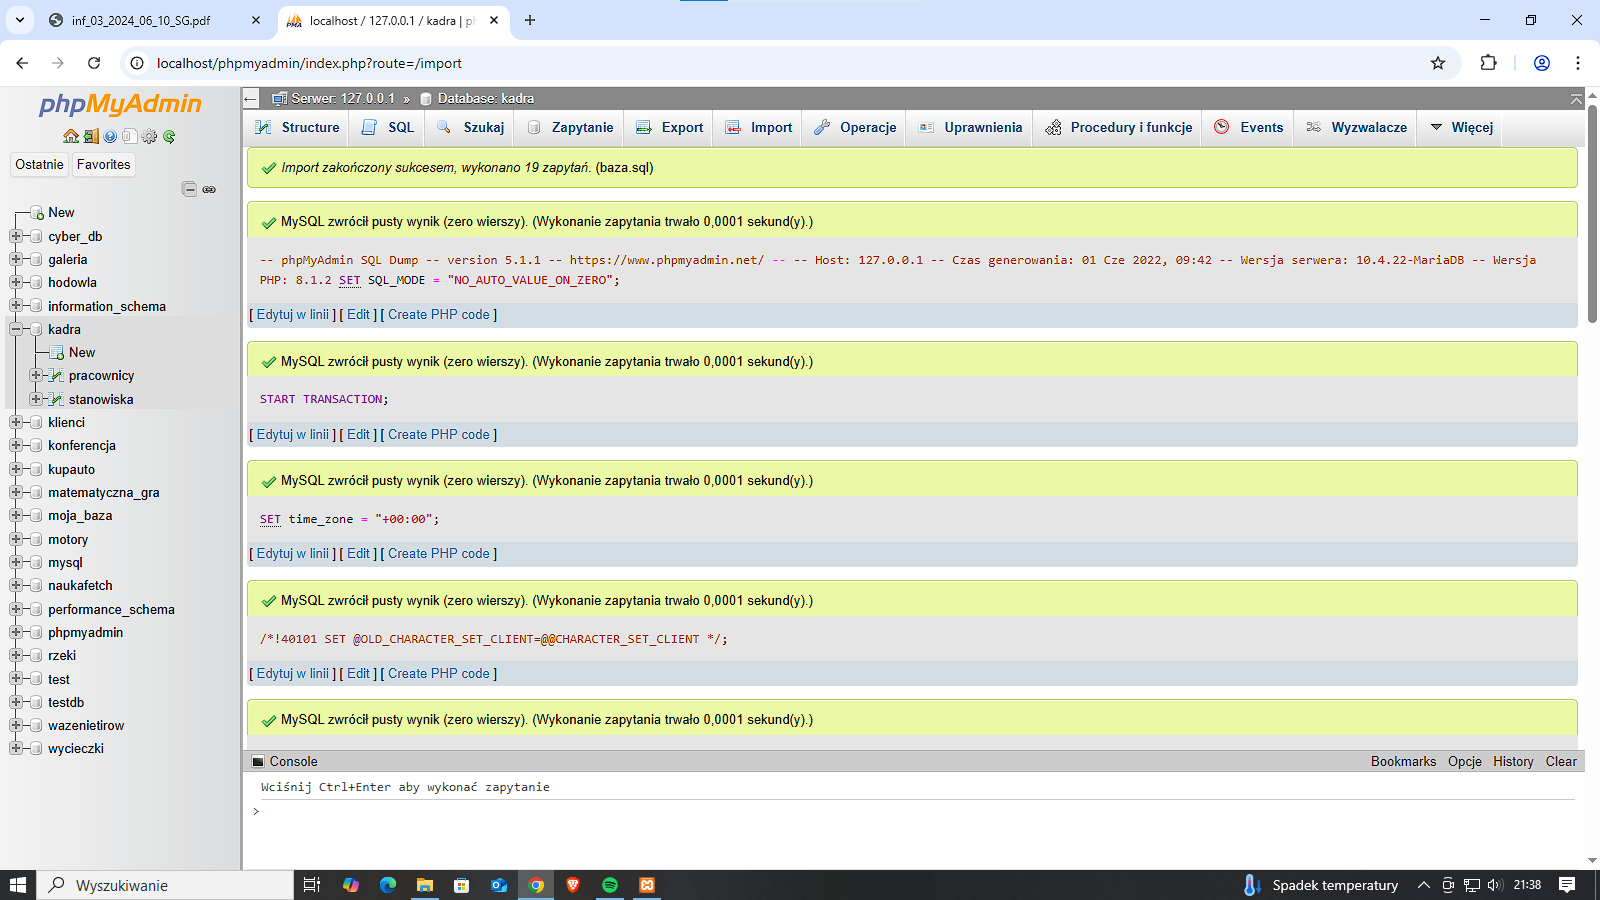 inf_03_2024_06_10_SG.pdf
localhost / 127.0.0.1 / kadra | ph
localhost/phpmyadmin/index.php?route=/import
phpMyAdmin
Ostatnie Favorites
New
cyber_db
galeria
hodowla
information_schema
kadra
New
pracownicy
stanowiska
klienci
konferencja
kupauto
matematyczna_gra
moja_baza
motory
mysql
naukafetch
performance_schema
phpmyadmin
rzeki
test
testdb
wazenietirow
wycieczki
Serwer: 127.0.0.1 » Database: kadra
Structure SQL Szukaj Zapytanie Export Import Operacje Uprawnienia Procedury i funkcje Events Wyzwalacze Więcej
Import zakończony sukcesem, wykonano 19 zapytań. (baza.sql)
MySQL zwrócił pusty wynik (zero wierszy). (Wykonanie zapytania trwało 0,0001 sekund(y).)
-- phpMyAdmin SQL Dump -- version 5.1.1 -- https://www.phpmyadmin.net/ -- -- Host: 127.0.0.1 -- Czas generowania: 01 Cze 2022, 09:42 -- Wersja serwera: 10.4.22-MariaDB -- Wersja
PHP: 8.1.2 SET SQL_MODE = "NO_AUTO_VALUE_ON_ZERO";
[ Edytuj w linii ] [ Edit ] [ Create PHP code ]
MySQL zwrócił pusty wynik (zero wierszy). (Wykonanie zapytania trwało 0,0001 sekund(y).)
START TRANSACTION;
[ Edytuj w linii ] [ Edit ] [ Create PHP code ]
MySQL zwrócił pusty wynik (zero wierszy). (Wykonanie zapytania trwało 0,0001 sekund(y).)
SET time_zone = "+00:00";
[ Edytuj w linii ] [ Edit ] [ Create PHP code ]
MySQL zwrócił pusty wynik (zero wierszy). (Wykonanie zapytania trwało 0,0001 sekund(y).)
/*!40101 SET @OLD_CHARACTER_SET_CLIENT=@@CHARACTER_SET_CLIENT */;
[ Edytuj w linii ] [ Edit ] [ Create PHP code ]
MySQL zwrócił pusty wynik (zero wierszy). (Wykonanie zapytania trwało 0,0001 sekund(y).)
Console Bookmarks Opcje History Clear
Wciśnij Ctrl+Enter aby wykonać zapytanie
>
Wyszukiwanie
Spadek temperatury
21:38